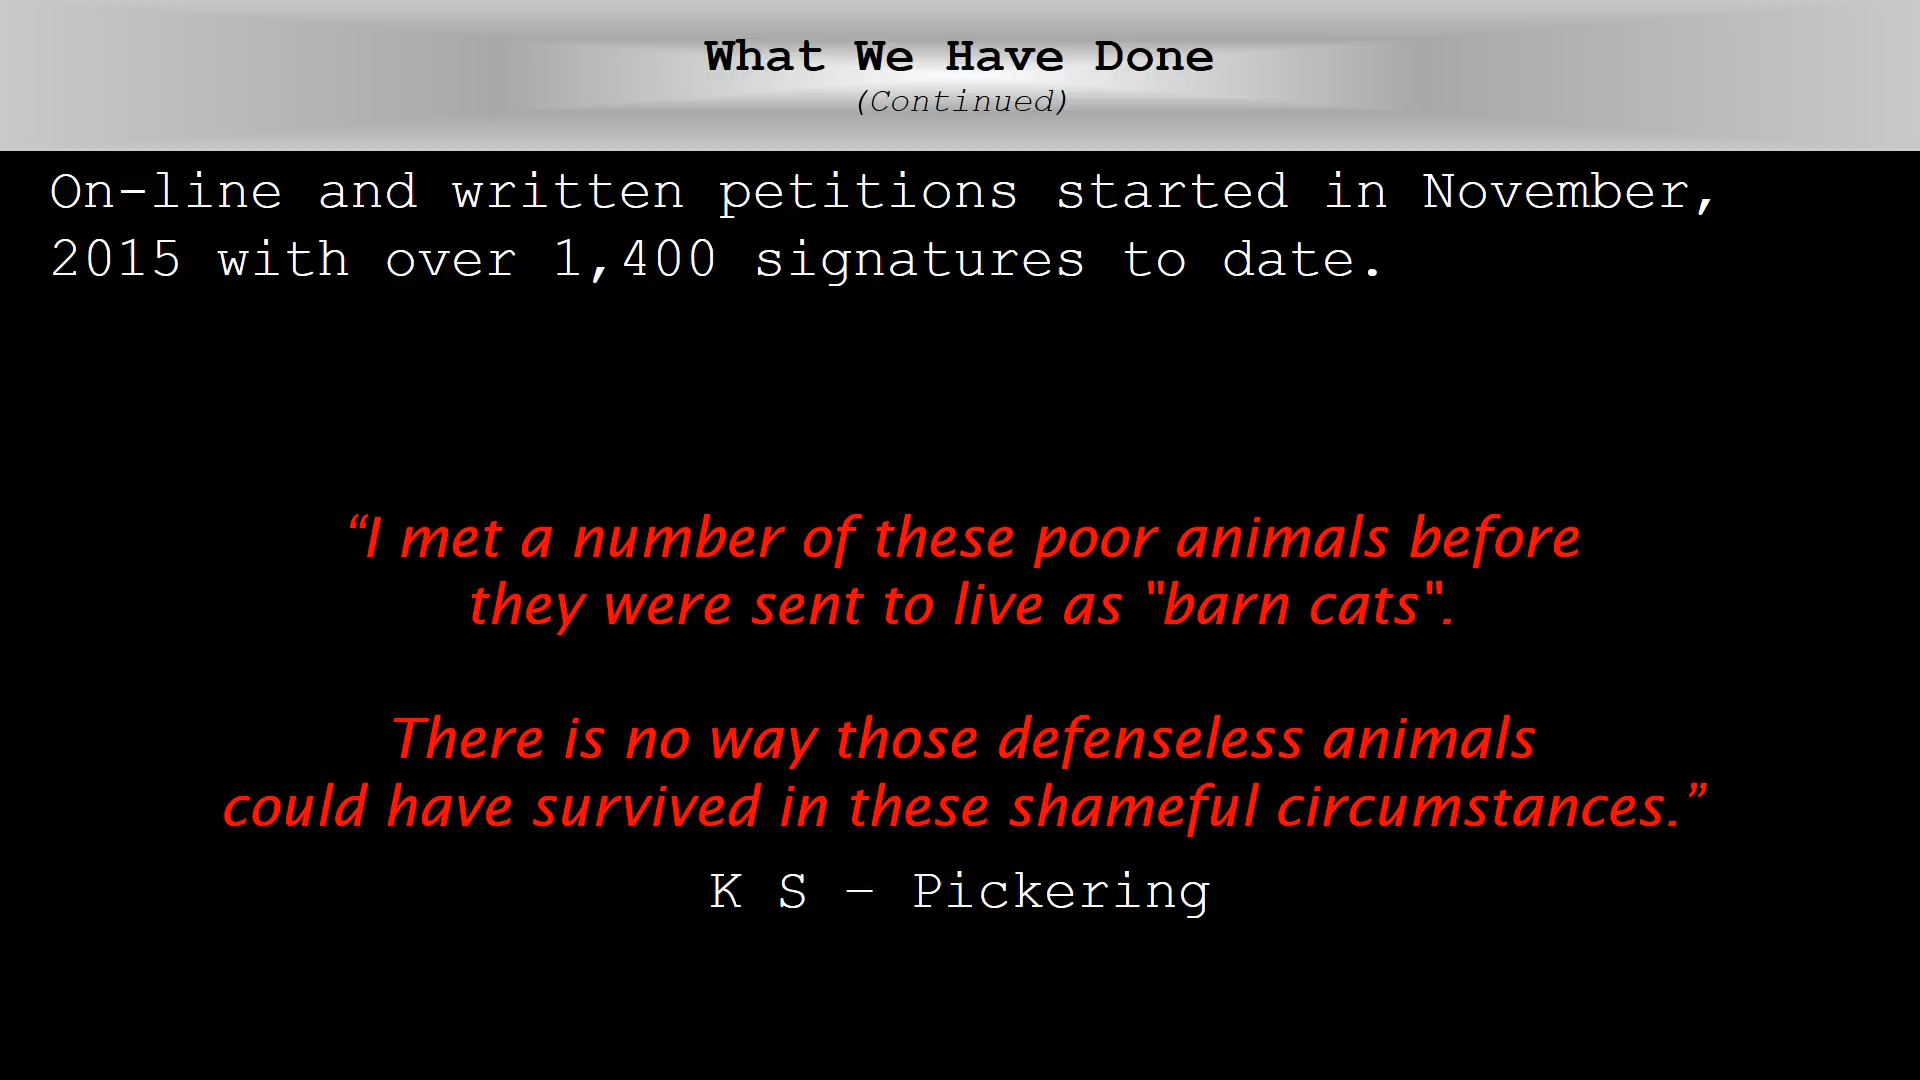 What We Have Done
(Continued)
On-line and written petitions started in November,
2015 with over 1,400 signatures to date.
“I met a number of these poor animals before
they were sent to live as "barn cats".
There is no way those defenseless animals
could have survived in these shameful circumstances.”
K S – Pickering